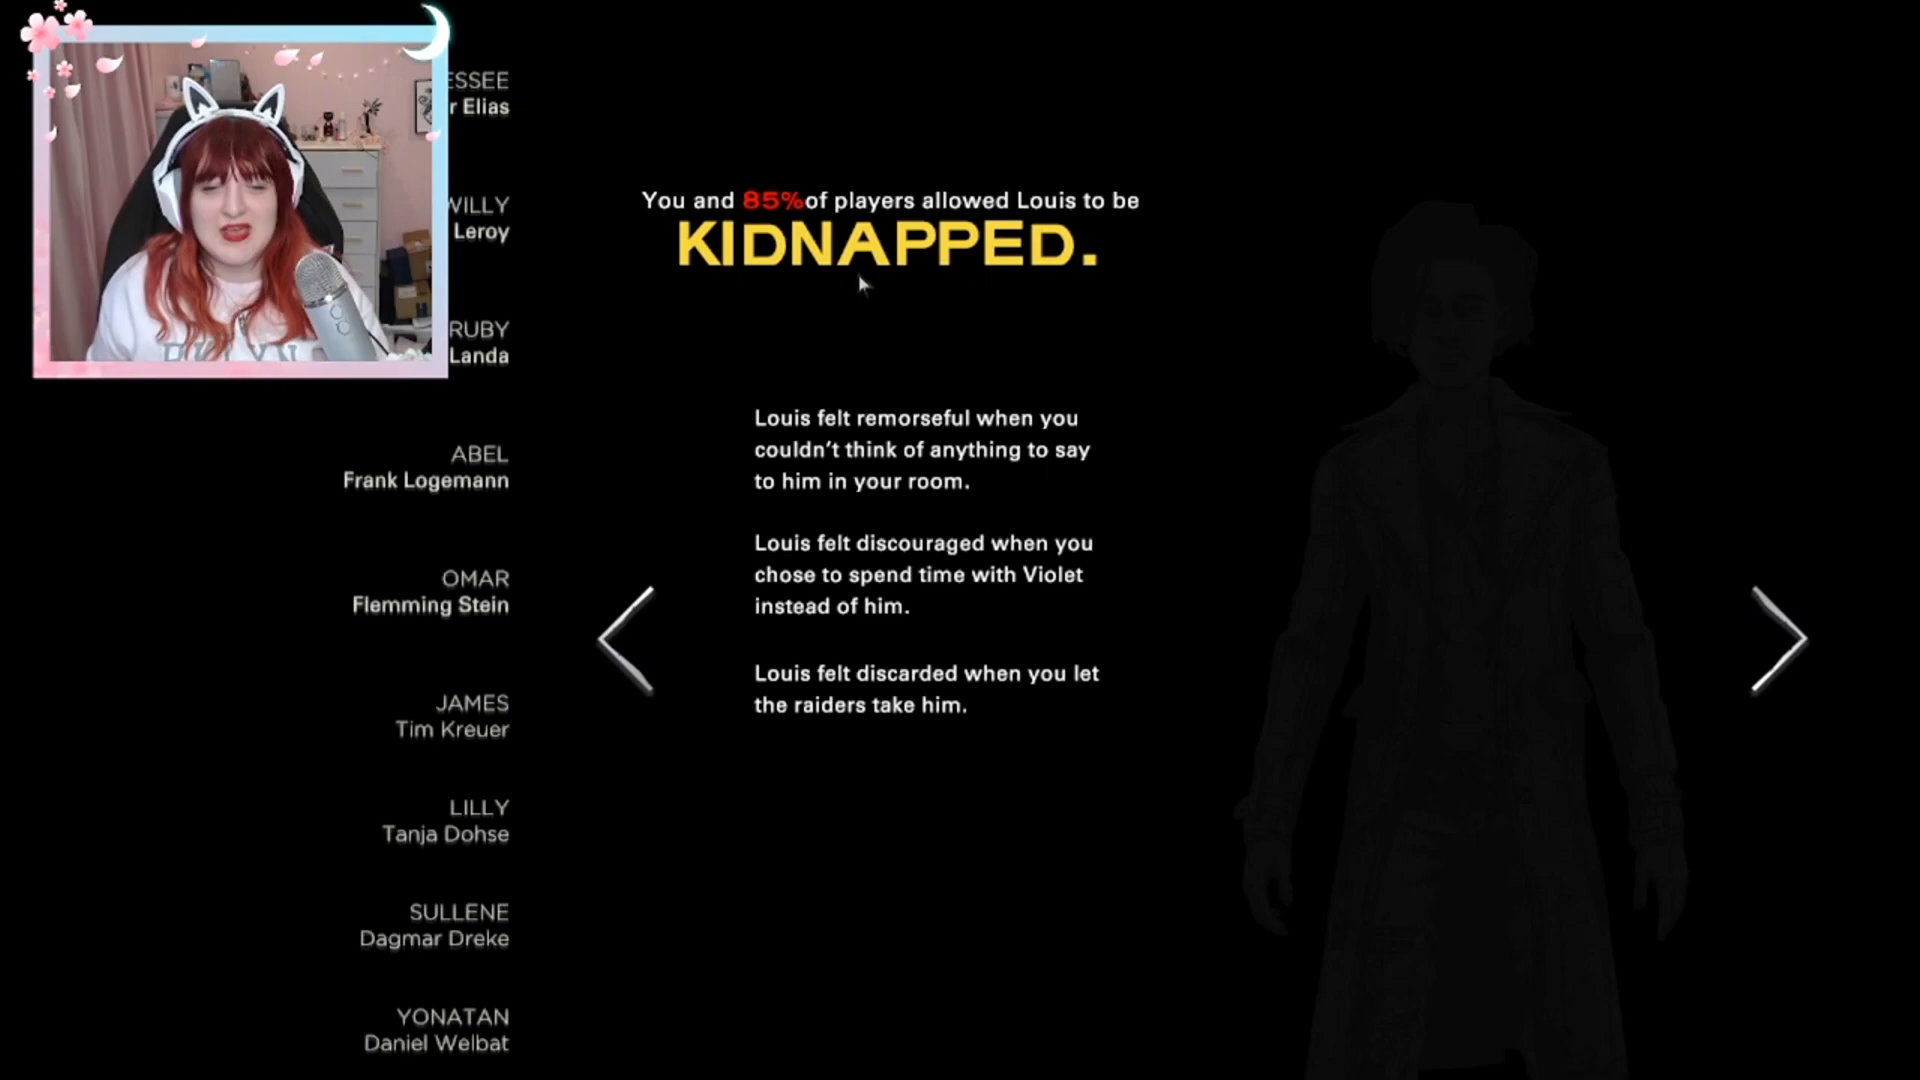 ESSEE
r Elias
WILLY
Leroy
RUBY
Landa
ABEL
Frank Logemann
OMAR
Flemming Stein
JAMES
Tim Kreuer
LILLY
Tanja Dohse
SULLENE
Dagmar Dreke
YONATAN
Daniel Welbat
You and 85%of players allowed Louis to be
KIDNAPPED.
Louis felt remorseful when you
couldn't think of anything to say
to him in your room.
Louis felt discouraged when you
chose to spend time with Violet
instead of him.
Louis felt discarded when you let
the raiders take him.